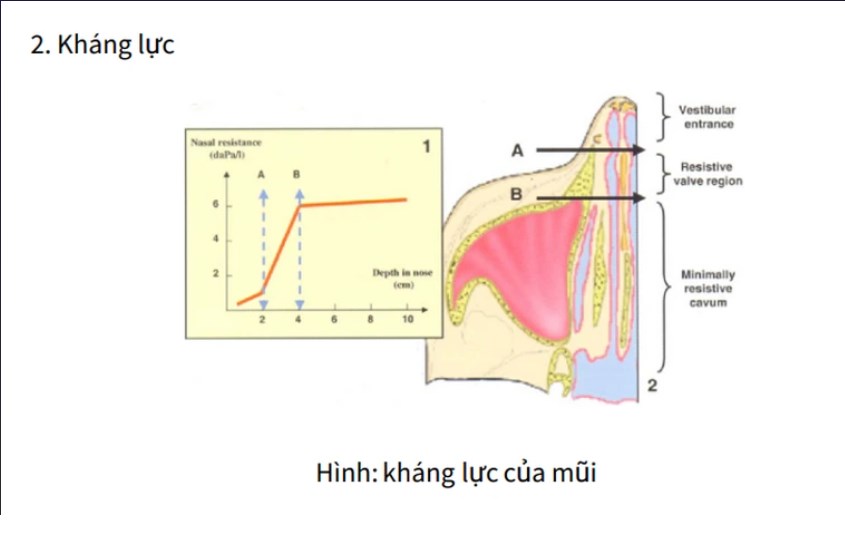 2. Kháng lực
Nasal resistance
(daPa/l)
1
A
B
6
4
2
Depth in nose
(cm)
2
4
6
8
10
A
B
C
Vestibular
entrance
Resistive
valve region
Minimally
resistive
cavum
2
Hình: kháng lực của mũi